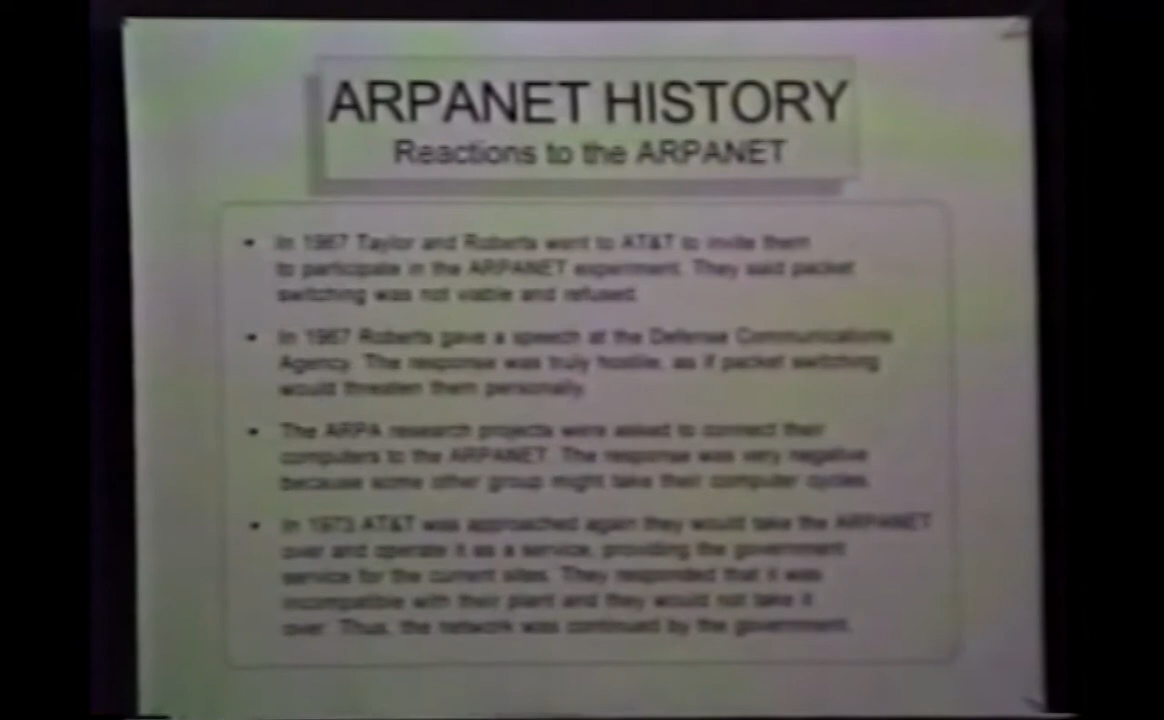 ARPANET HISTORY
Reactions to the ARPANET
• In 1967 Taylor and Roberts went to AT&T to invite them
to participate in the ARPANET experiment. They said packet
switching was not viable and refused.
• In 1967 Roberts gave a speech at the Defense Communications
Agency. The response was truly hostile, as if packet switching
would threaten them personally.
• The ARPA research projects were asked to connect their
computers to the ARPANET. The response was very negative
because some other group might take their computer cycles.
• In 1973 AT&T was approached again they would take the ARPANET
over and operate it as a service, providing the government
service for the current sites. They responded that it was
incompatible with their plant and they would not take it
over. Thus, the network was continued by the government.